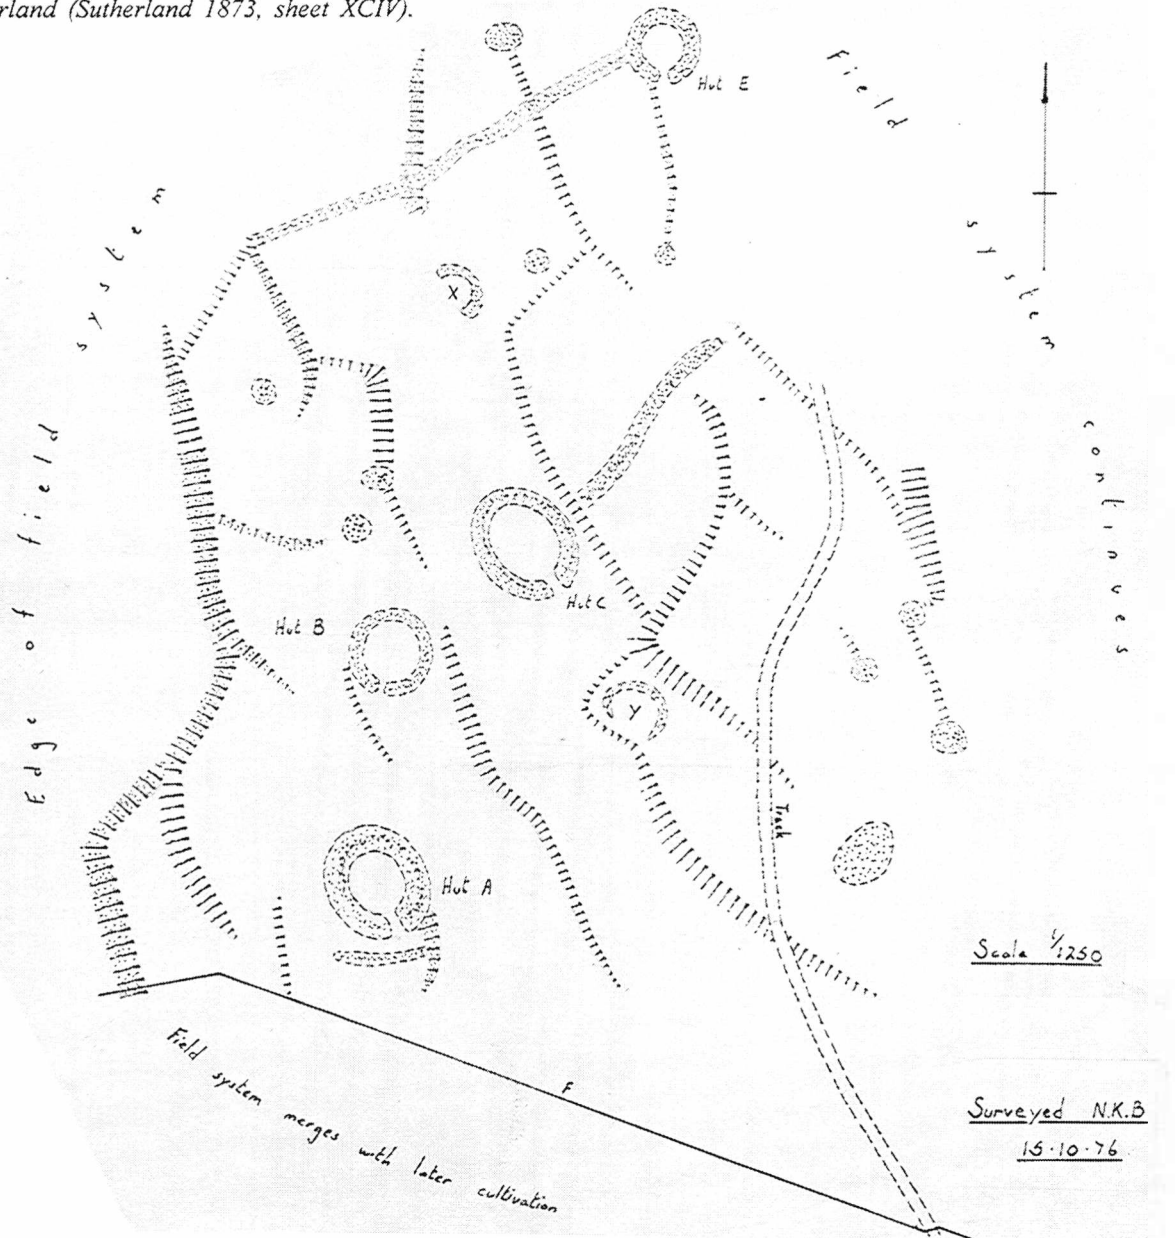 rland (Sutherland 1873, sheet XCIV).
Hut E
Field system continues
Edge of field system
X
Hut C
Hut B
Y
Track
Hut A
Scale 1/1250
F
Field system merges with later cultivation
Surveyed N.K.B
15·10·76